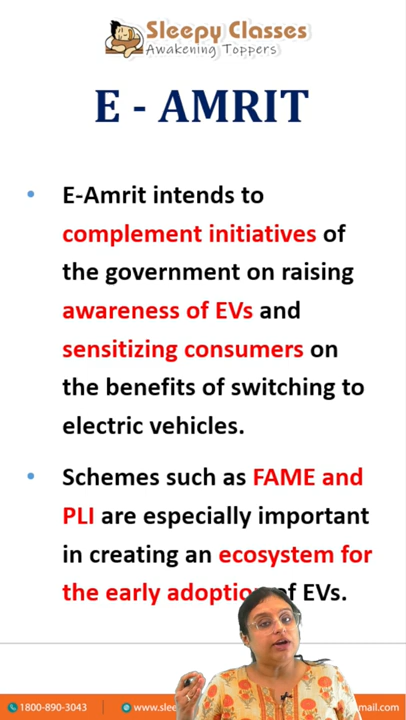 Sleepy Classes
Awakening Toppers
E - AMRIT
• E-Amrit intends to
complement initiatives of
the government on raising
awareness of EVs and
sensitizing consumers on
the benefits of switching to
electric vehicles.
• Schemes such as FAME and
PLI are especially important
in creating an ecosystem for
the early adoption of EVs.
1800-890-3043 | www.slee mail.com